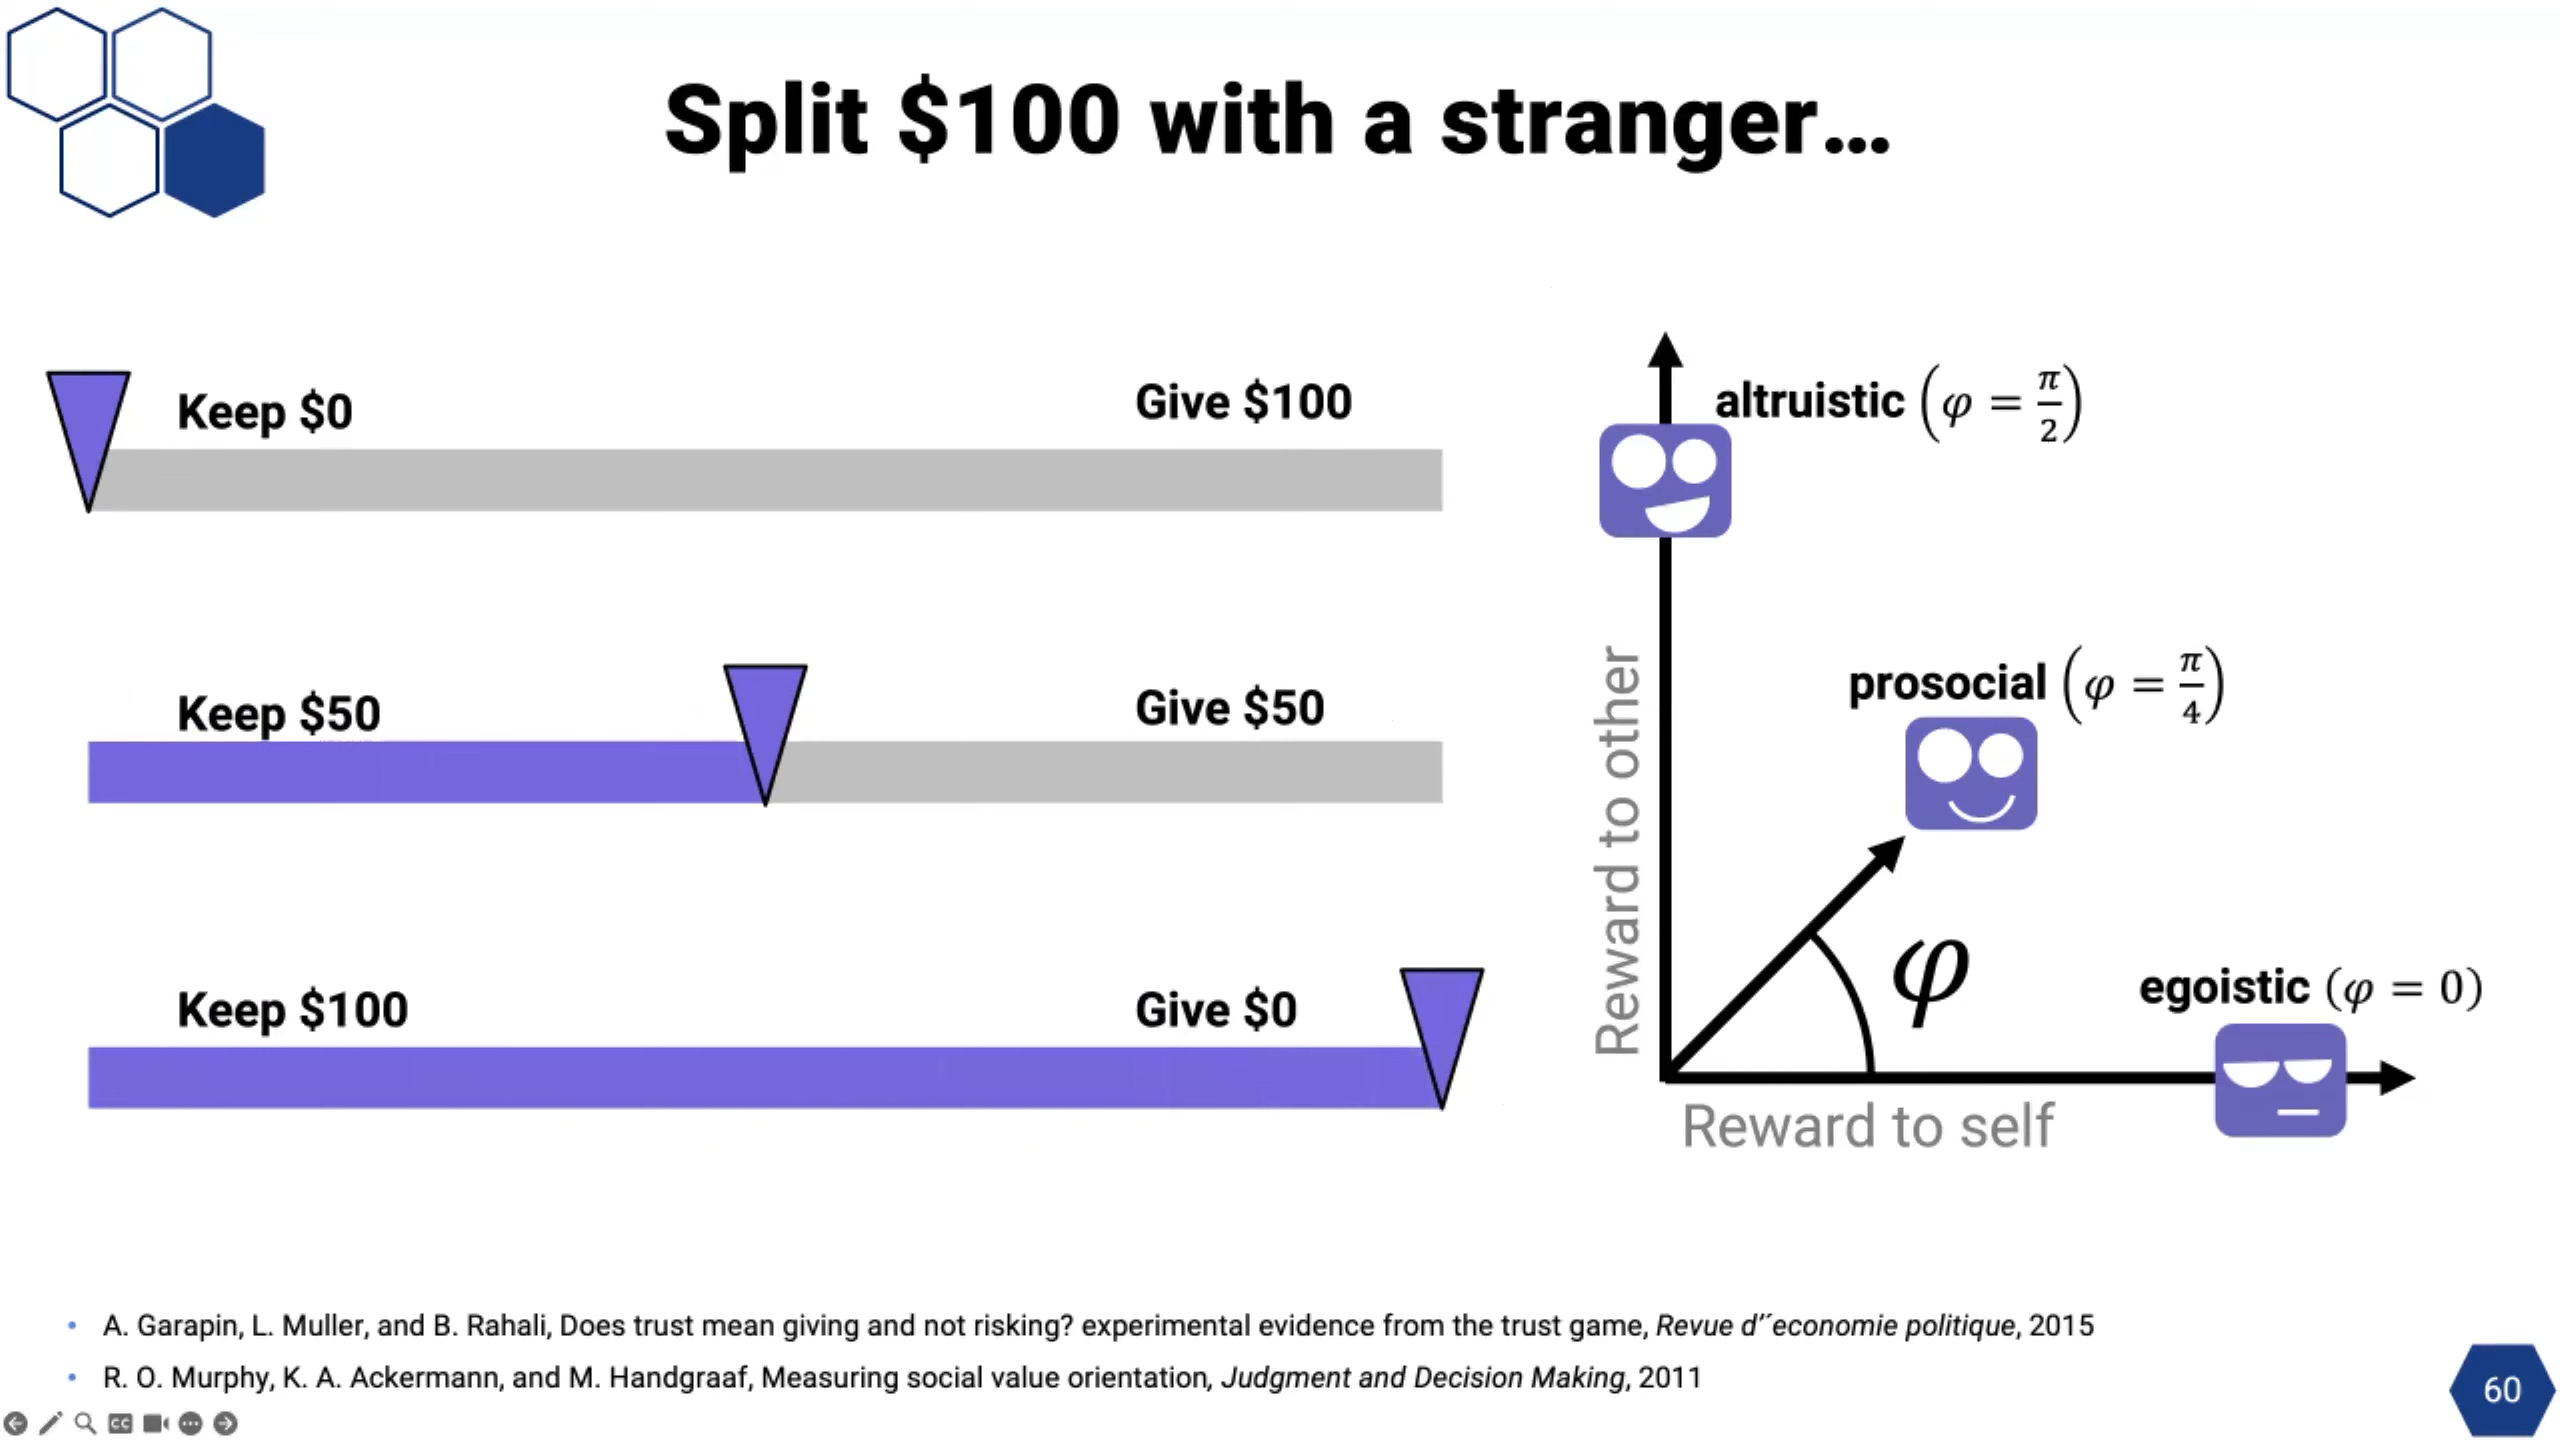 Split $100 with a stranger...
Keep $0
Give $100
Keep $50
Give $50
Keep $100
Give $0
altruistic (φ = π/2)
prosocial (φ = π/4)
φ
egoistic (φ = 0)
Reward to other
Reward to self
• A. Garapin, L. Muller, and B. Rahali, Does trust mean giving and not risking? experimental evidence from the trust game, Revue d'´economie politique, 2015
• R. O. Murphy, K. A. Ackermann, and M. Handgraaf, Measuring social value orientation, Judgment and Decision Making, 2011
60
CC